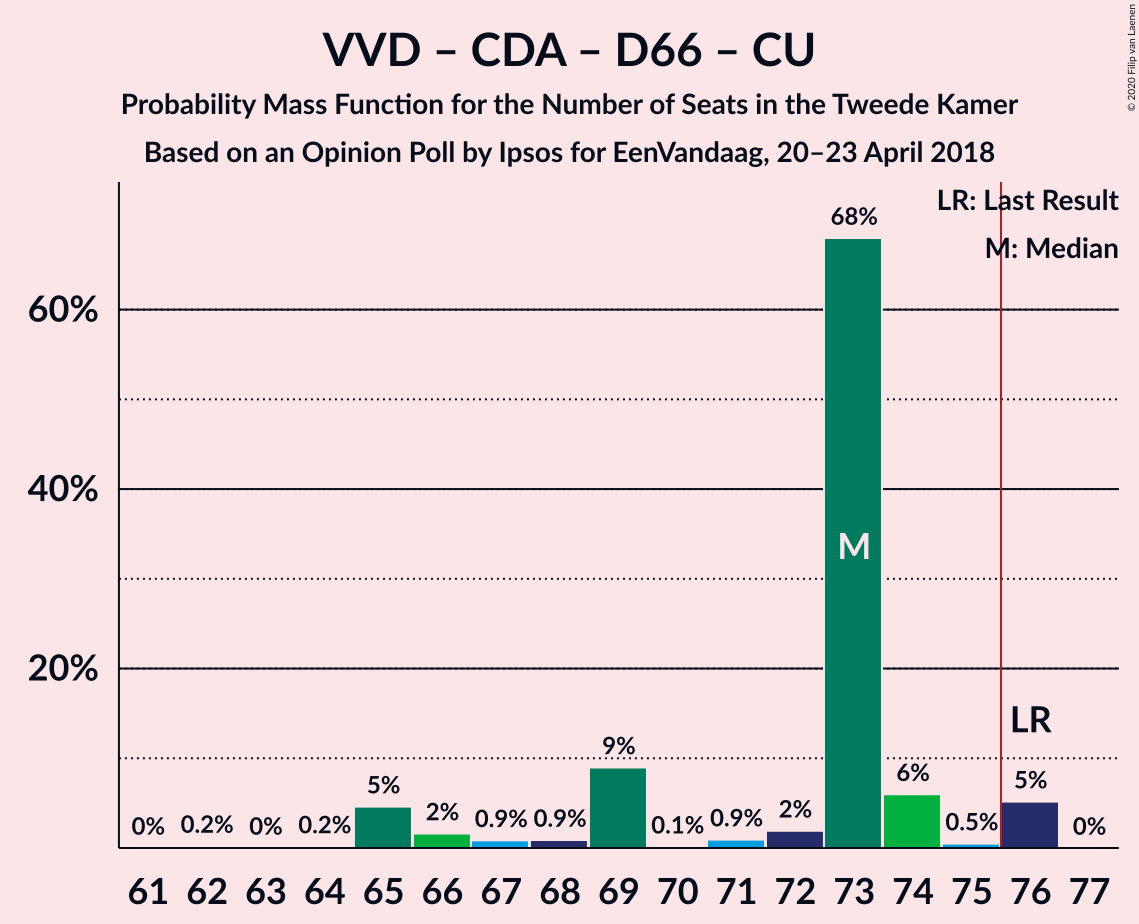 VVD – CDA – D66 – CU
Probability Mass Function for the Number of Seats in the Tweede Kamer
Based on an Opinion Poll by Ipsos for EenVandaag, 20–23 April 2018
© 2020 Filip van Laenen
LR: Last Result
M: Median
68%
60%
40%
M
20%
LR
9%
6%
5%
5%
2%
2%
0.9%
0.9%
0.9%
0.5%
0%
0.2%
0%
0.2%
0.1%
0%
61 62 63 64 65 66 67 68 69 70 71 72 73 74 75 76 77